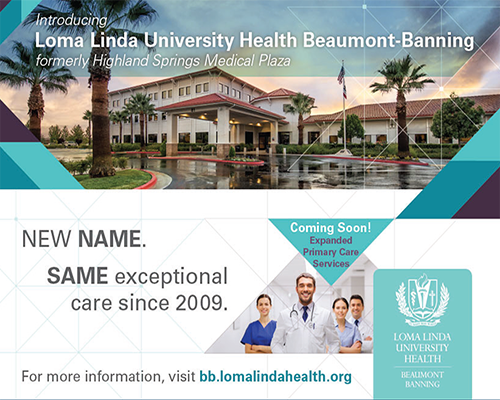 Introducing
Loma Linda University Health Beaumont-Banning
formerly Highland Springs Medical Plaza
NEW NAME.
SAME exceptional
care since 2009.
Coming Soon!
Expanded
Primary Care
Services
LOMA LINDA
UNIVERSITY
HEALTH
BEAUMONT
BANNING
For more information, visit bb.lomalindahealth.org